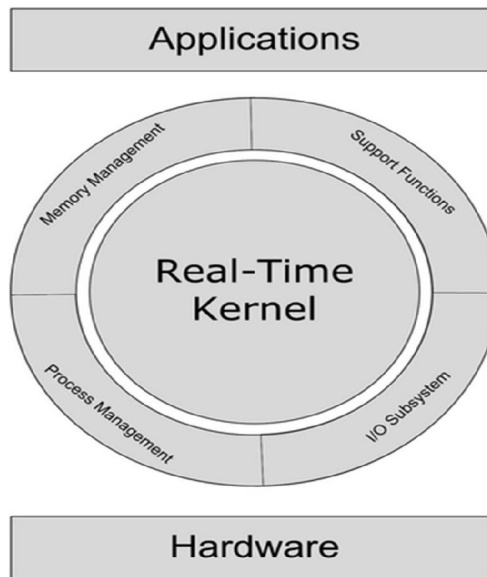 Applications
Memory Management
Support Functions
Real-Time
Kernel
Process Management
I/O Subsystem
Hardware